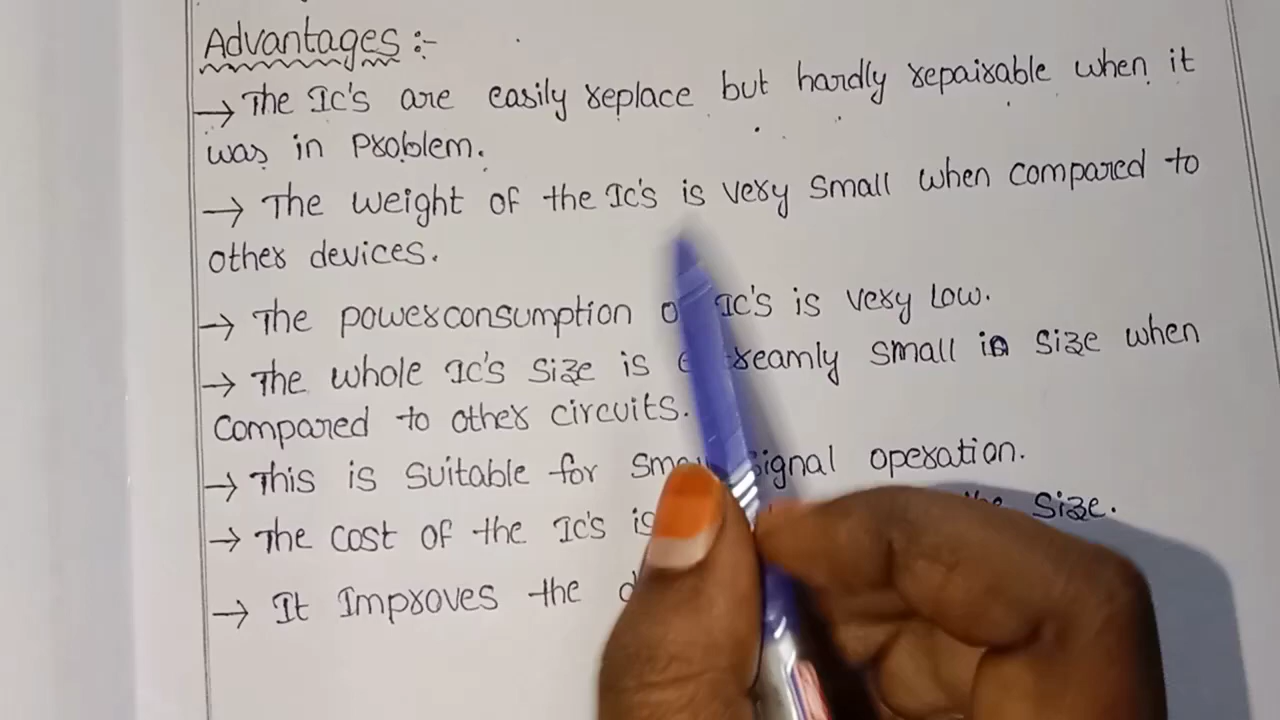 Advantages :-
→ The Ic's are easily replace but hardly repairable when it
was in Problem.
→ The weight of the Ic's is very small when compared to
other devices.
→ The powerconsumption Ic's is very Low.
→ The whole Ic's Size is small in Size when
Compared to other circuits.
→ This is Suitable for signal operation.
→ The cost of the Ic's is Size.
→ It Improves the